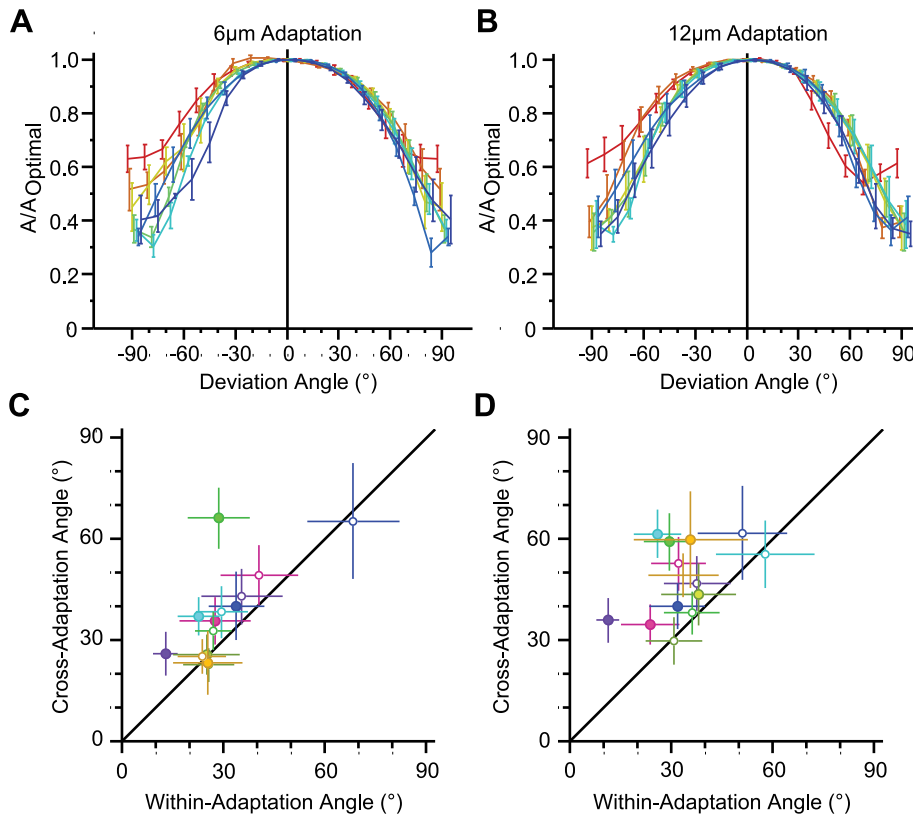 A
6μm Adaptation
1.0
0.8
0.6
0.4
0.2
0
A/AOptimal
-90 -60 -30 0 30 60 90
Deviation Angle (°)
B
12μm Adaptation
1.0
0.8
0.6
0.4
0.2
0
A/AOptimal
-90 -60 -30 0 30 60 90
Deviation Angle (°)
C
90
60
30
0
Cross-Adaptation Angle (°)
0 30 60 90
Within-Adaptation Angle (°)
D
90
60
30
0
Cross-Adaptation Angle (°)
0 30 60 90
Within-Adaptation Angle (°)